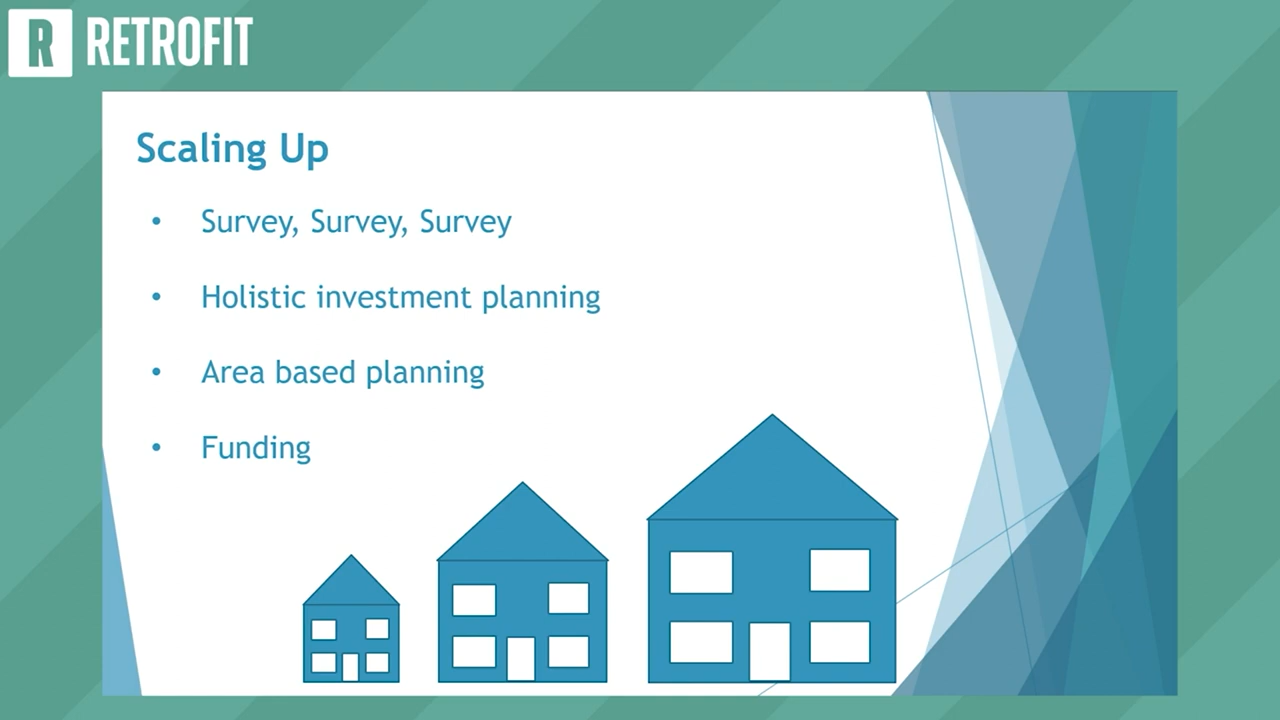 R RETROFIT
Scaling Up
• Survey, Survey, Survey
• Holistic investment planning
• Area based planning
• Funding